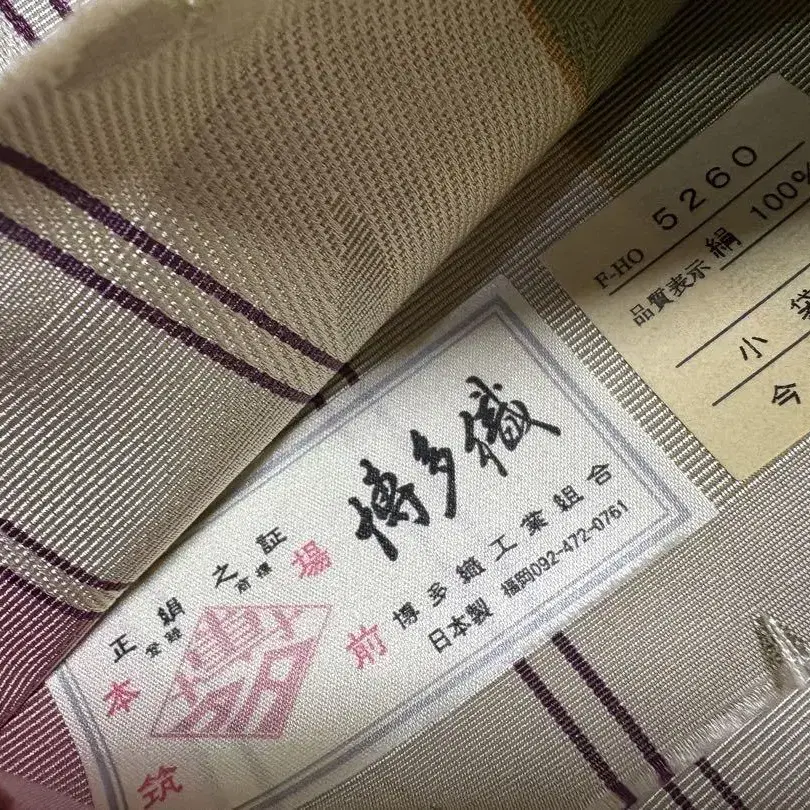 正絹之証
登録商標
本場
筑前
博多織
博多織工業組合
日本製 福岡092-472-0761
F-HO 5260
品質表示 絹 100%
小袋
今